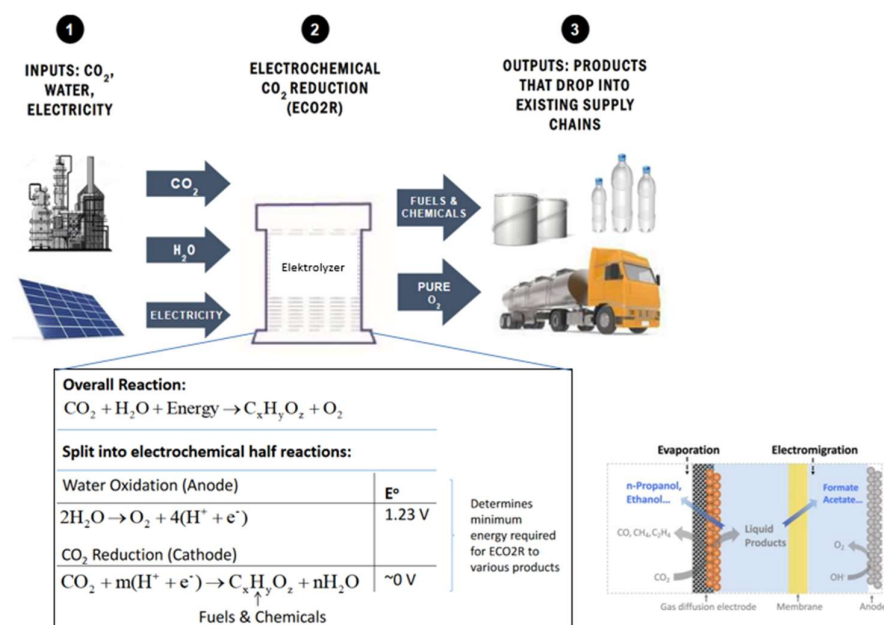 1
2
3
INPUTS: CO₂,
WATER,
ELECTRICITY
ELECTROCHEMICAL
CO₂ REDUCTION
(ECO2R)
OUTPUTS: PRODUCTS
THAT DROP INTO
EXISTING SUPPLY
CHAINS
CO₂
H₂O
ELECTRICITY
Elektrolyzer
FUELS &
CHEMICALS
PURE
O₂
Overall Reaction:
CO₂ + H₂O + Energy → CₓHᵧO_z + O₂
Split into electrochemical half reactions:
Water Oxidation (Anode)
E⁰
2H₂O → O₂ + 4(H⁺ + e⁻)
1.23 V
CO₂ Reduction (Cathode)
CO₂ + m(H⁺ + e⁻) → CₓHᵧO_z + nH₂O
~0 V
Fuels & Chemicals
Determines
minimum
energy required
for ECO2R to
various products
Evaporation
Electromigration
n-Propanol,
Ethanol...
Formate
Acetate...
CO, CH₄, C₂H₄
Liquid
Products
O₂
CO₂
OH⁻
Gas diffusion electrode
Membrane
Anode